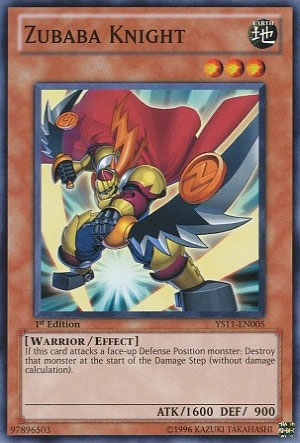 ZUBABA KNIGHT
EARTH
地
1st Edition
YS11-EN005
[WARRIOR / EFFECT]
If this card attacks a face-up Defense Position monster: Destroy
that monster at the start of the Damage Step (without damage
calculation).
ATK/1600 DEF/ 900
97896503
©1996 KAZUKI TAKAHASHI